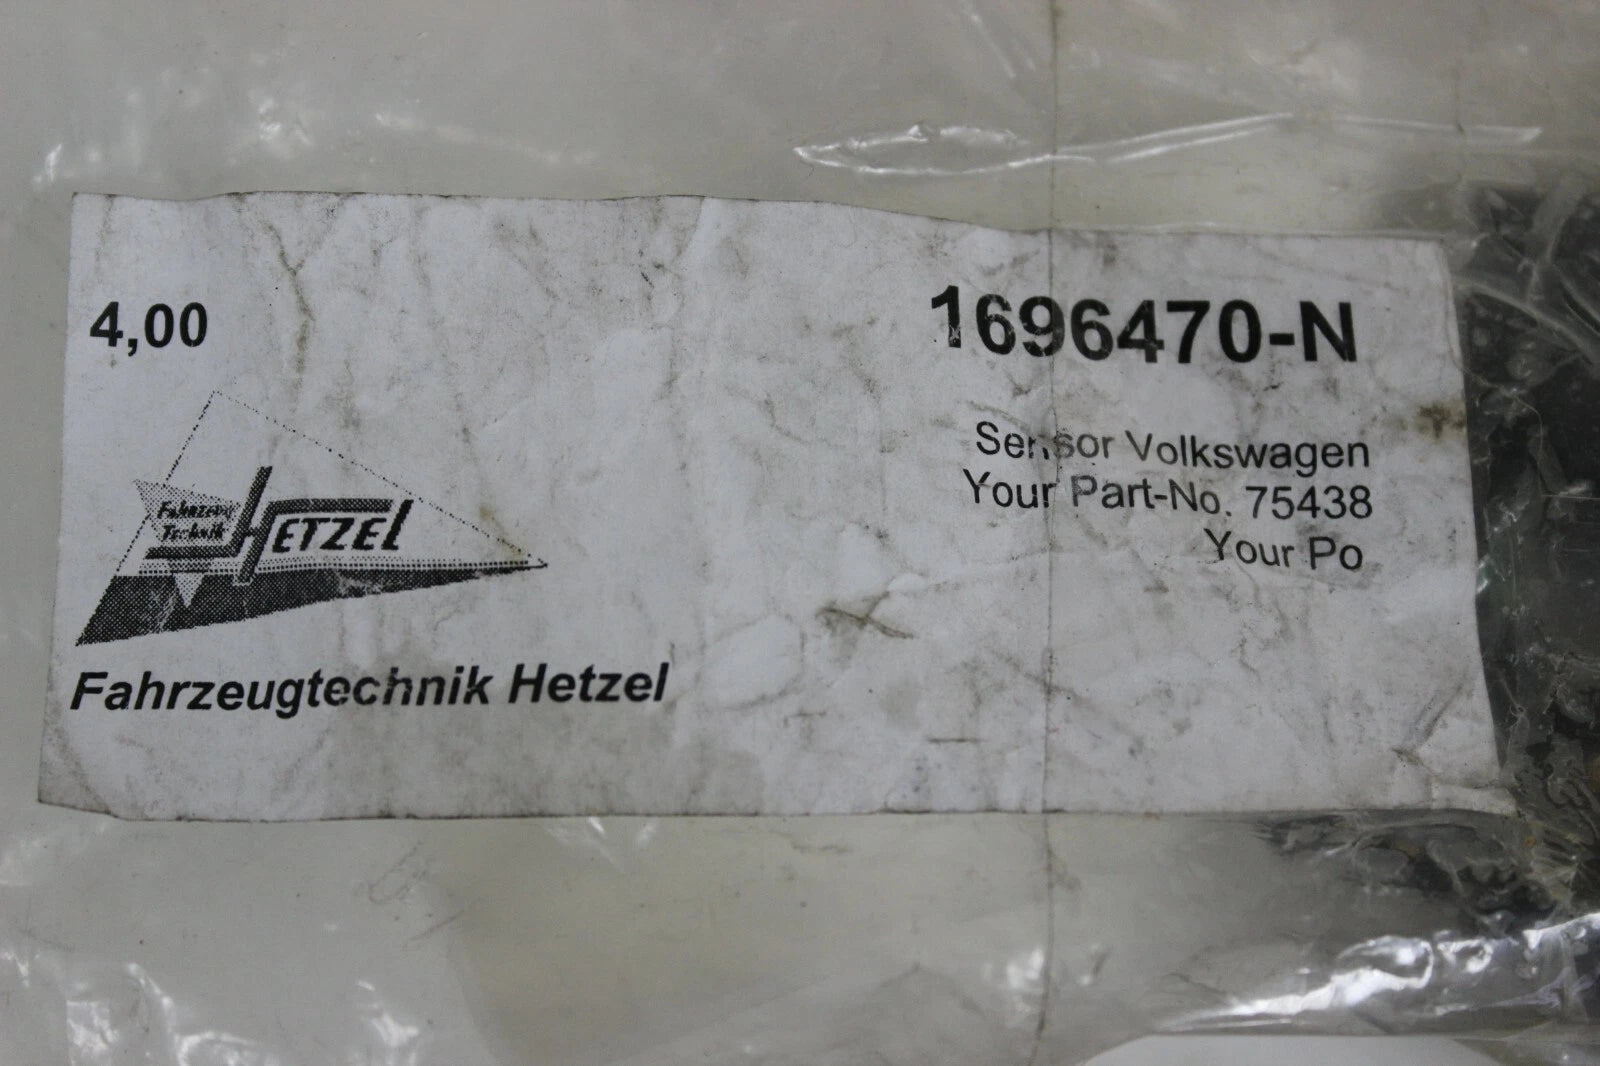 4,00
1696470-N
Sensor Volkswagen
Your Part-No. 75438
Your Po
Fahrzeug
Technik
HETZEL
Fahrzeugtechnik Hetzel